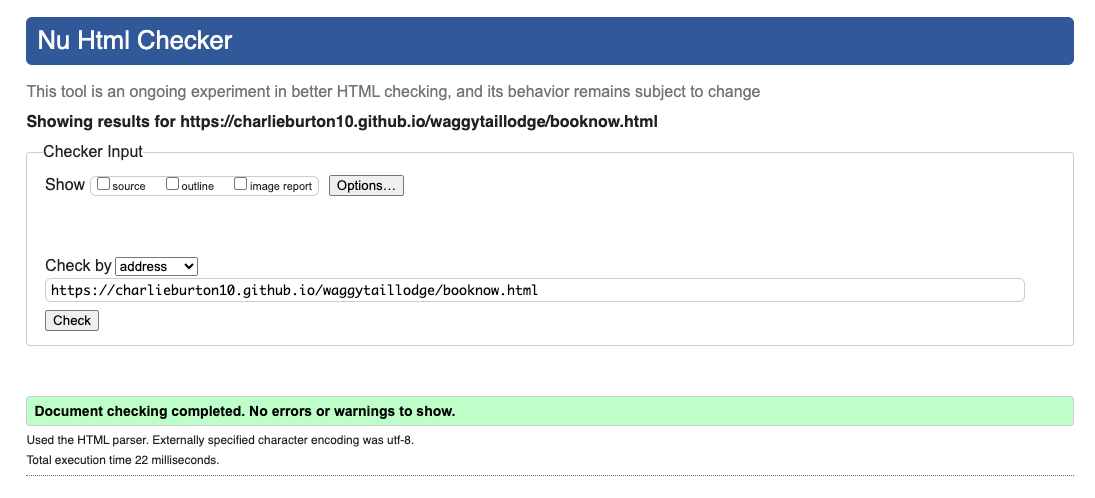 Nu Html Checker
This tool is an ongoing experiment in better HTML checking, and its behavior remains subject to change
Showing results for https://charlieburton10.github.io/waggytaillodge/booknow.html
Checker Input
Show source outline image report Options...
Check by address
https://charlieburton10.github.io/waggytaillodge/booknow.html
Check
Document checking completed. No errors or warnings to show.
Used the HTML parser. Externally specified character encoding was utf-8.
Total execution time 22 milliseconds.